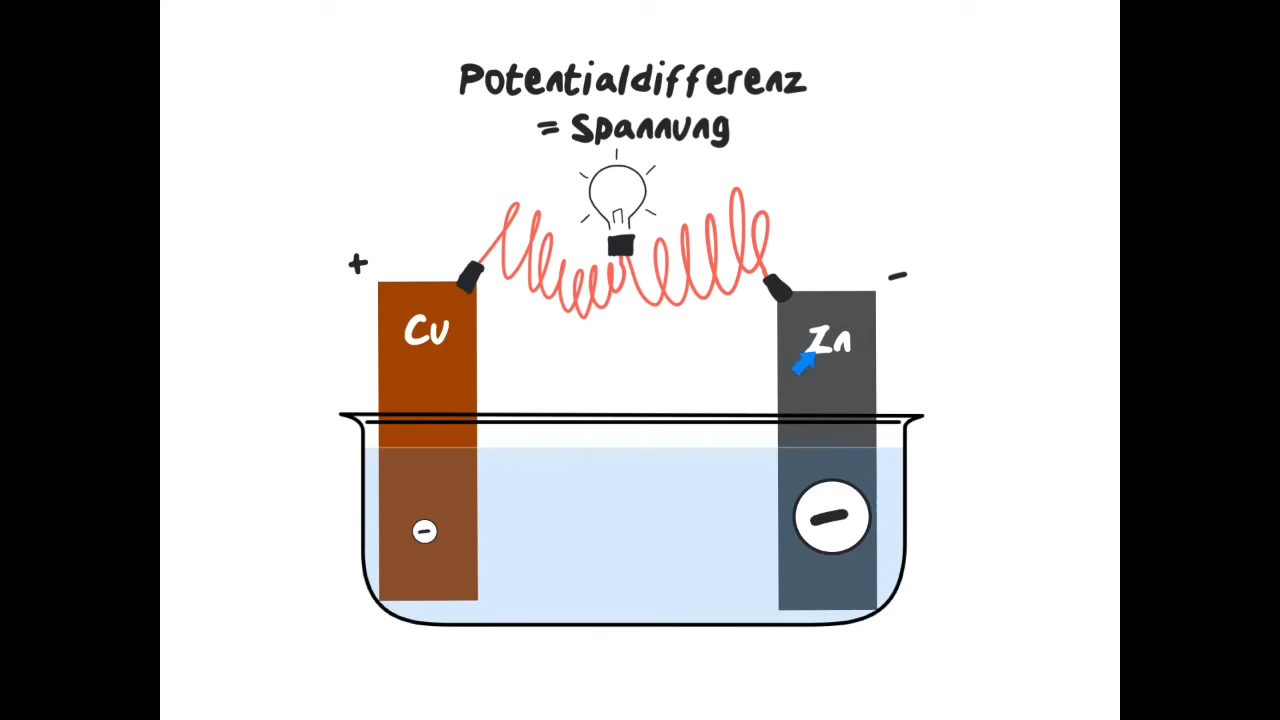 Potentialdifferenz
= Spannung
+
-
Cu
Zn
-
-